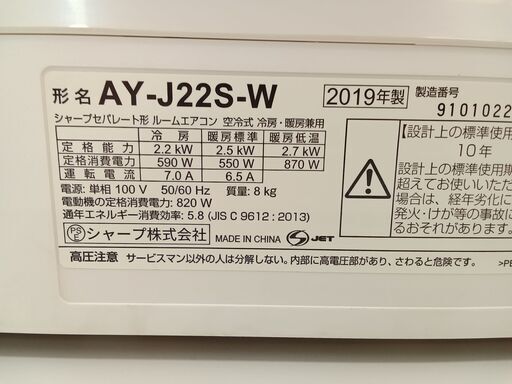 形名 AY-J22S-W 2019年製 製造番号 9101022
シャープセパレート形 ルームエアコン 空冷式 冷房・暖房兼用
冷房 暖房標準 暖房低温
定格能力 2.2 kW 2.5 kW 2.7 kW
定格消費電力 590 W 550 W 870 W
運転電流 7.0 A 6.5 A
電源: 単相 100 V 50/60 Hz 質量: 8 kg
電動機の定格消費電力: 820 W
通年エネルギー消費効率: 5.8 (JIS C 9612 : 2013)
PS E シャープ株式会社 MADE IN CHINA S JET
高圧注意 サービスマン以外の人は分解しない。内部に高電圧部があり、さわると危険です。
【設計上の標準使用期
10年
超えてお使いいただ
場合は、経年劣化に
発火・けが等の事故に
るおそれがあります。
>PE